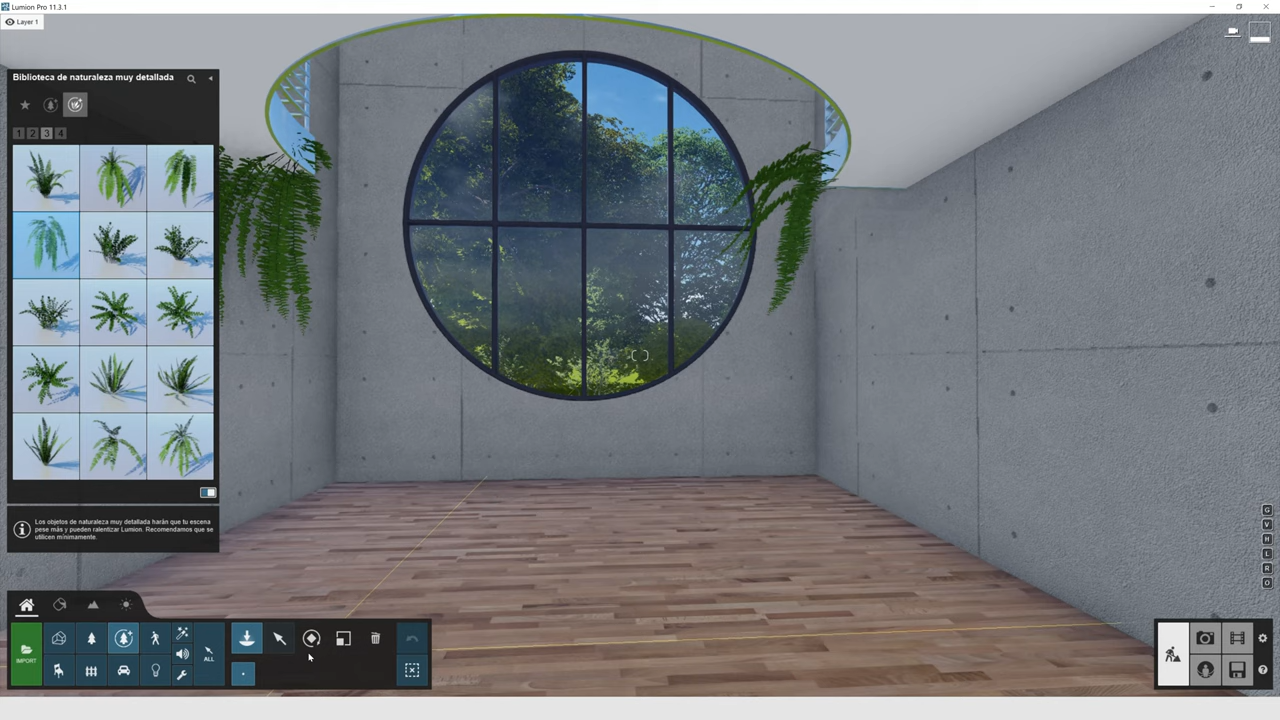 Lumion Pro 11.3.1
Layer 1
Biblioteca de naturaleza muy detallada
1 2 3 4
Los objetos de naturaleza muy detallada harán que tu escena
pese más y pueden ralentizar Lumion. Recomendamos que se
utilicen mínimamente.
G
V
H
L
R
O
IMPORT
ALL